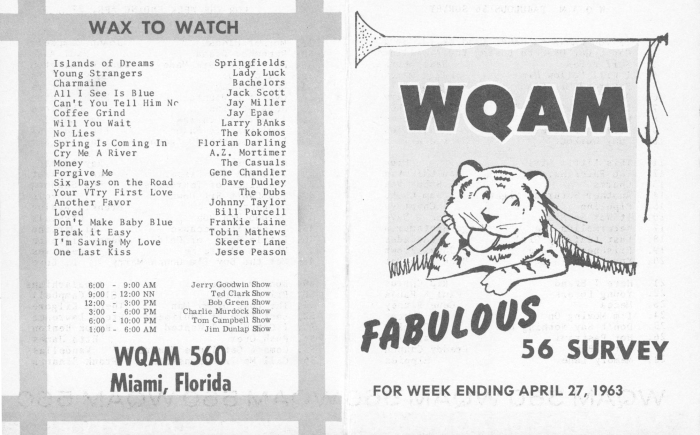 WAX TO WATCH
Islands of Dreams Springfields
Young Strangers Lady Luck
Charmaine Bachelors
All I See Is Blue Jack Scott
Can't You Tell Him No Jay Miller
Coffee Grind Jay Epae
Will You Wait Larry BAnks
No Lies The Kokomos
Spring Is Coming In Florian Darling
Cry Me A River A.Z. Mortimer
Money The Casuals
Forgive Me Gene Chandler
Six Days on the Road Dave Dudley
Your VTry First Love The Dubs
Another Favor Johnny Taylor
Loved Bill Purcell
Don't Make Baby Blue Frankie Laine
Break it Easy Tobin Mathews
I'm Saving My Love Skeeter Lane
One Last Kiss Jesse Peason
6:00 - 9:00 AM Jerry Goodwin Show
9:00 - 12:00 NN Ted Clark Show
12:00 - 3:00 PM Bob Green Show
3:00 - 6:00 PM Charlie Murdock Show
6:00 - 10:00 PM Tom Campbell Show
1:00 - 6:00 AM Jim Dunlap Show
WQAM 560
Miami, Florida
WQAM
FABULOUS
56 SURVEY
FOR WEEK ENDING APRIL 27, 1963